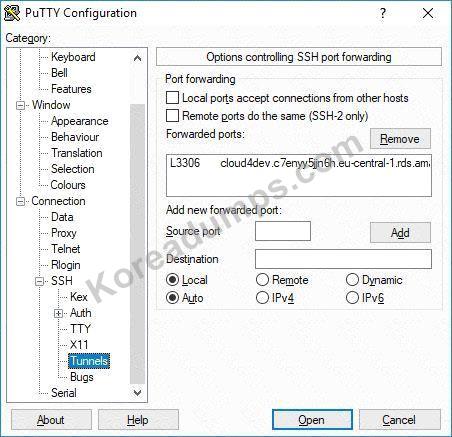 PuTTY Configuration
? ×
Category:
Keyboard
Bell
Features
Window
Appearance
Behaviour
Translation
Selection
Colours
Connection
Data
Proxy
Telnet
Rlogin
SSH
Kex
Auth
TTY
X11
Tunnels
Bugs
Serial
Options controlling SSH port forwarding
Port forwarding
Local ports accept connections from other hosts
Remote ports do the same (SSH-2 only)
Forwarded ports:
Remove
L3306 cloud4dev.c7enyy5jn6h.eu-central-1.rds.ama
Add new forwarded port:
Source port
Add
Destination
Local Remote Dynamic
Auto IPv4 IPv6
About Help Open Cancel
Koreadumps.com